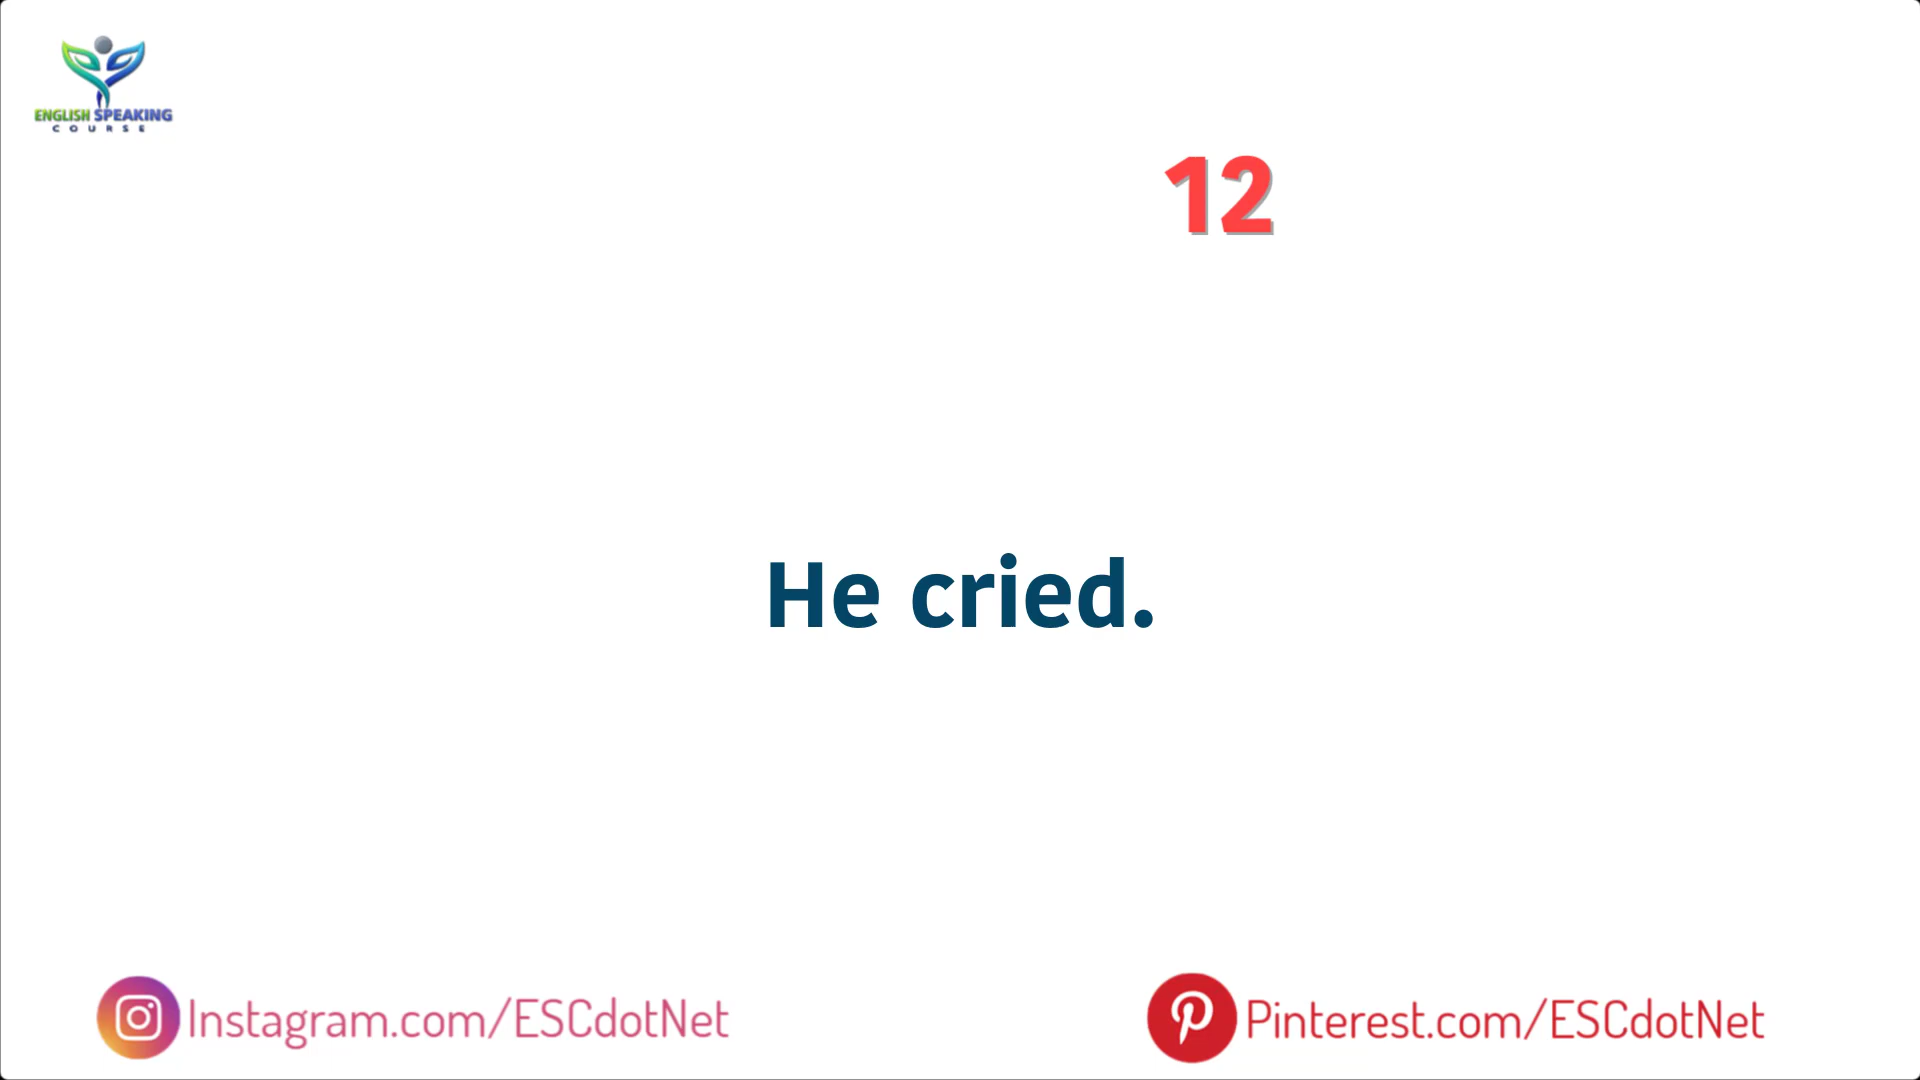 ENGLISH SPEAKING
COURSE
12
He cried.
Instagram.com/ESCdotNet
Pinterest.com/ESCdotNet